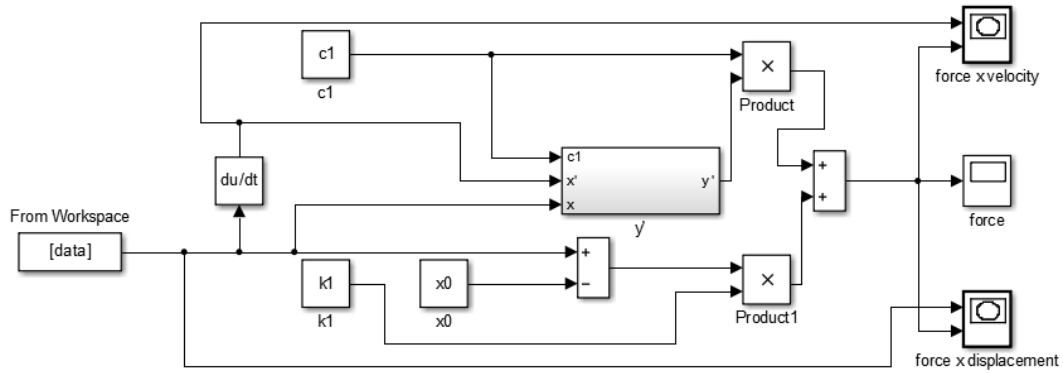 c1
c1
×
Product
force x velocity
du/dt
c1
x'
x
y'
y'
+
+
force
From Workspace
[data]
k1
k1
x0
x0
+
−
×
Product1
force x displacement